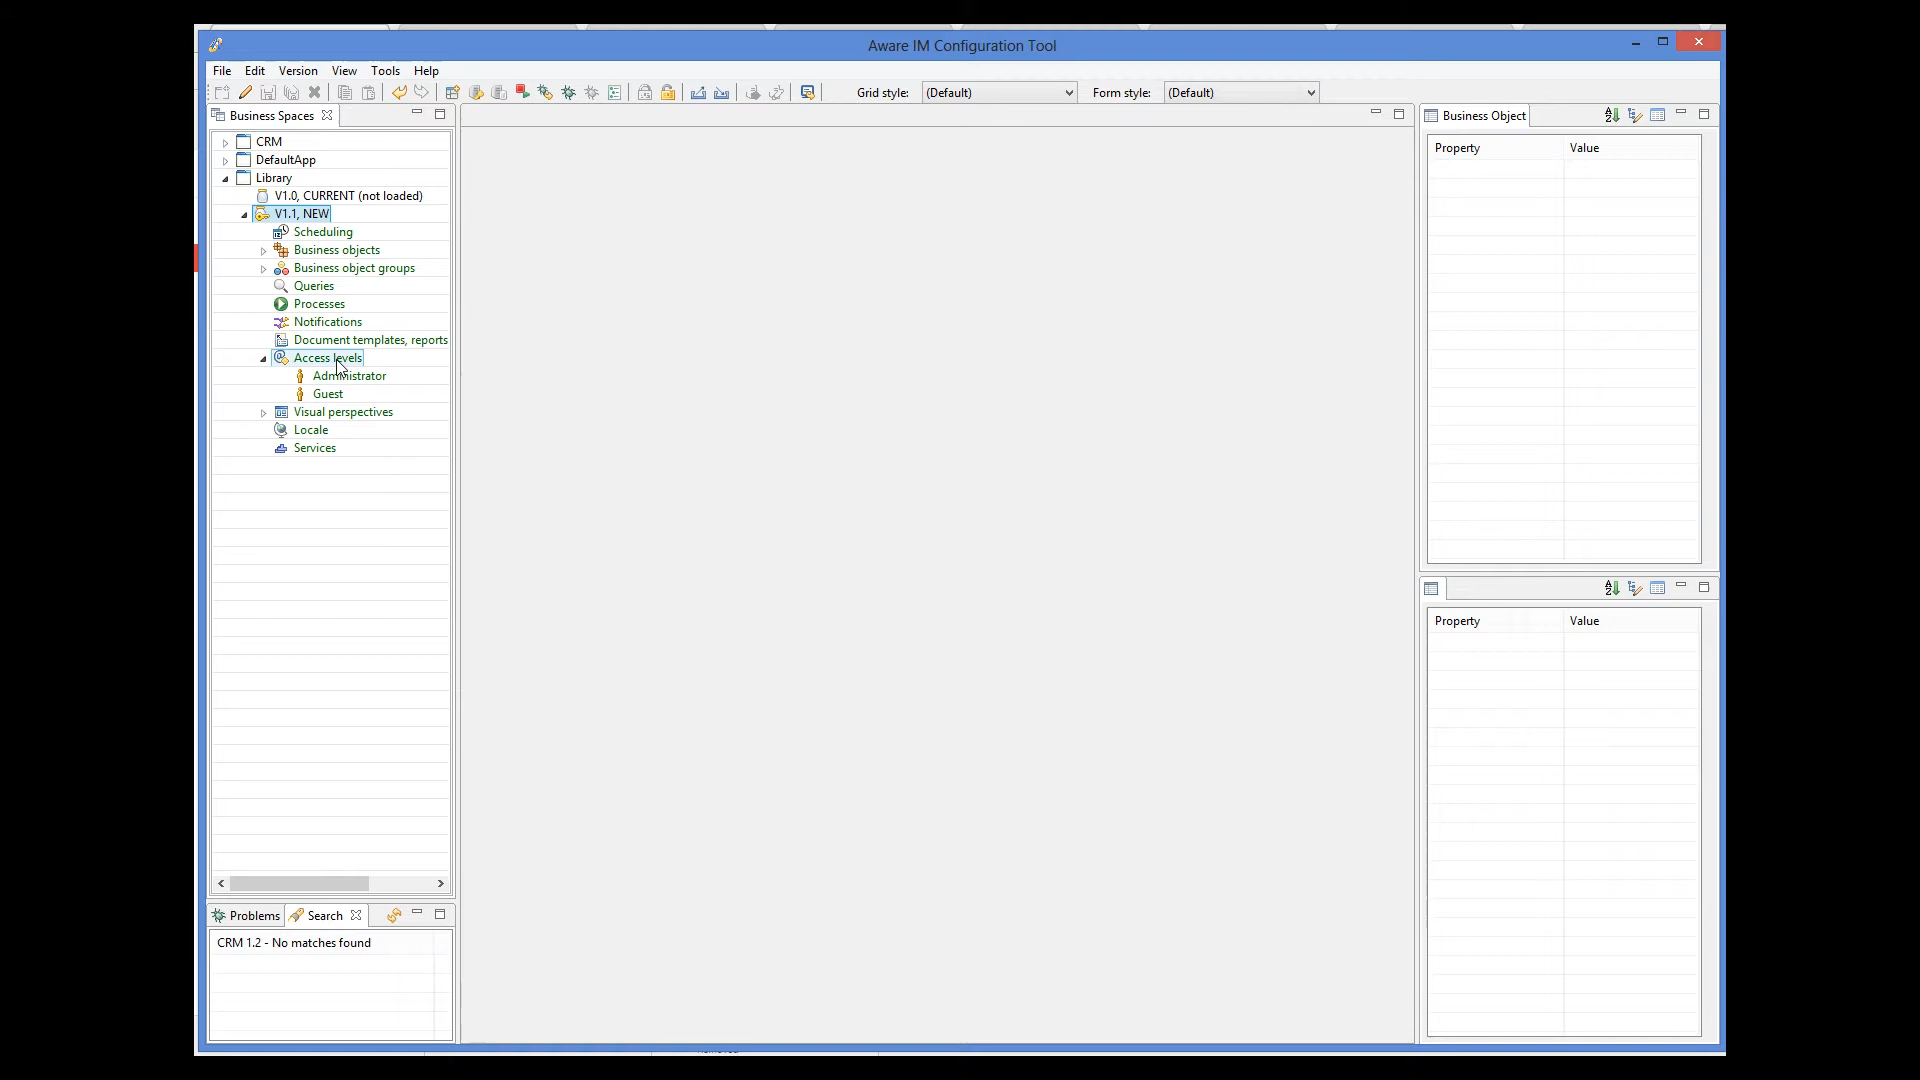 Aware IM Configuration Tool
File Edit Version View Tools Help
Grid style: (Default) Form style: (Default)
Business Spaces
CRM
DefaultApp
Library
V1.0, CURRENT (not loaded)
V1.1, NEW
Scheduling
Business objects
Business object groups
Queries
Processes
Notifications
Document templates, reports
Access levels
Administrator
Guest
Visual perspectives
Locale
Services
Problems Search
CRM 1.2 - No matches found
Business Object
Property Value
Property Value